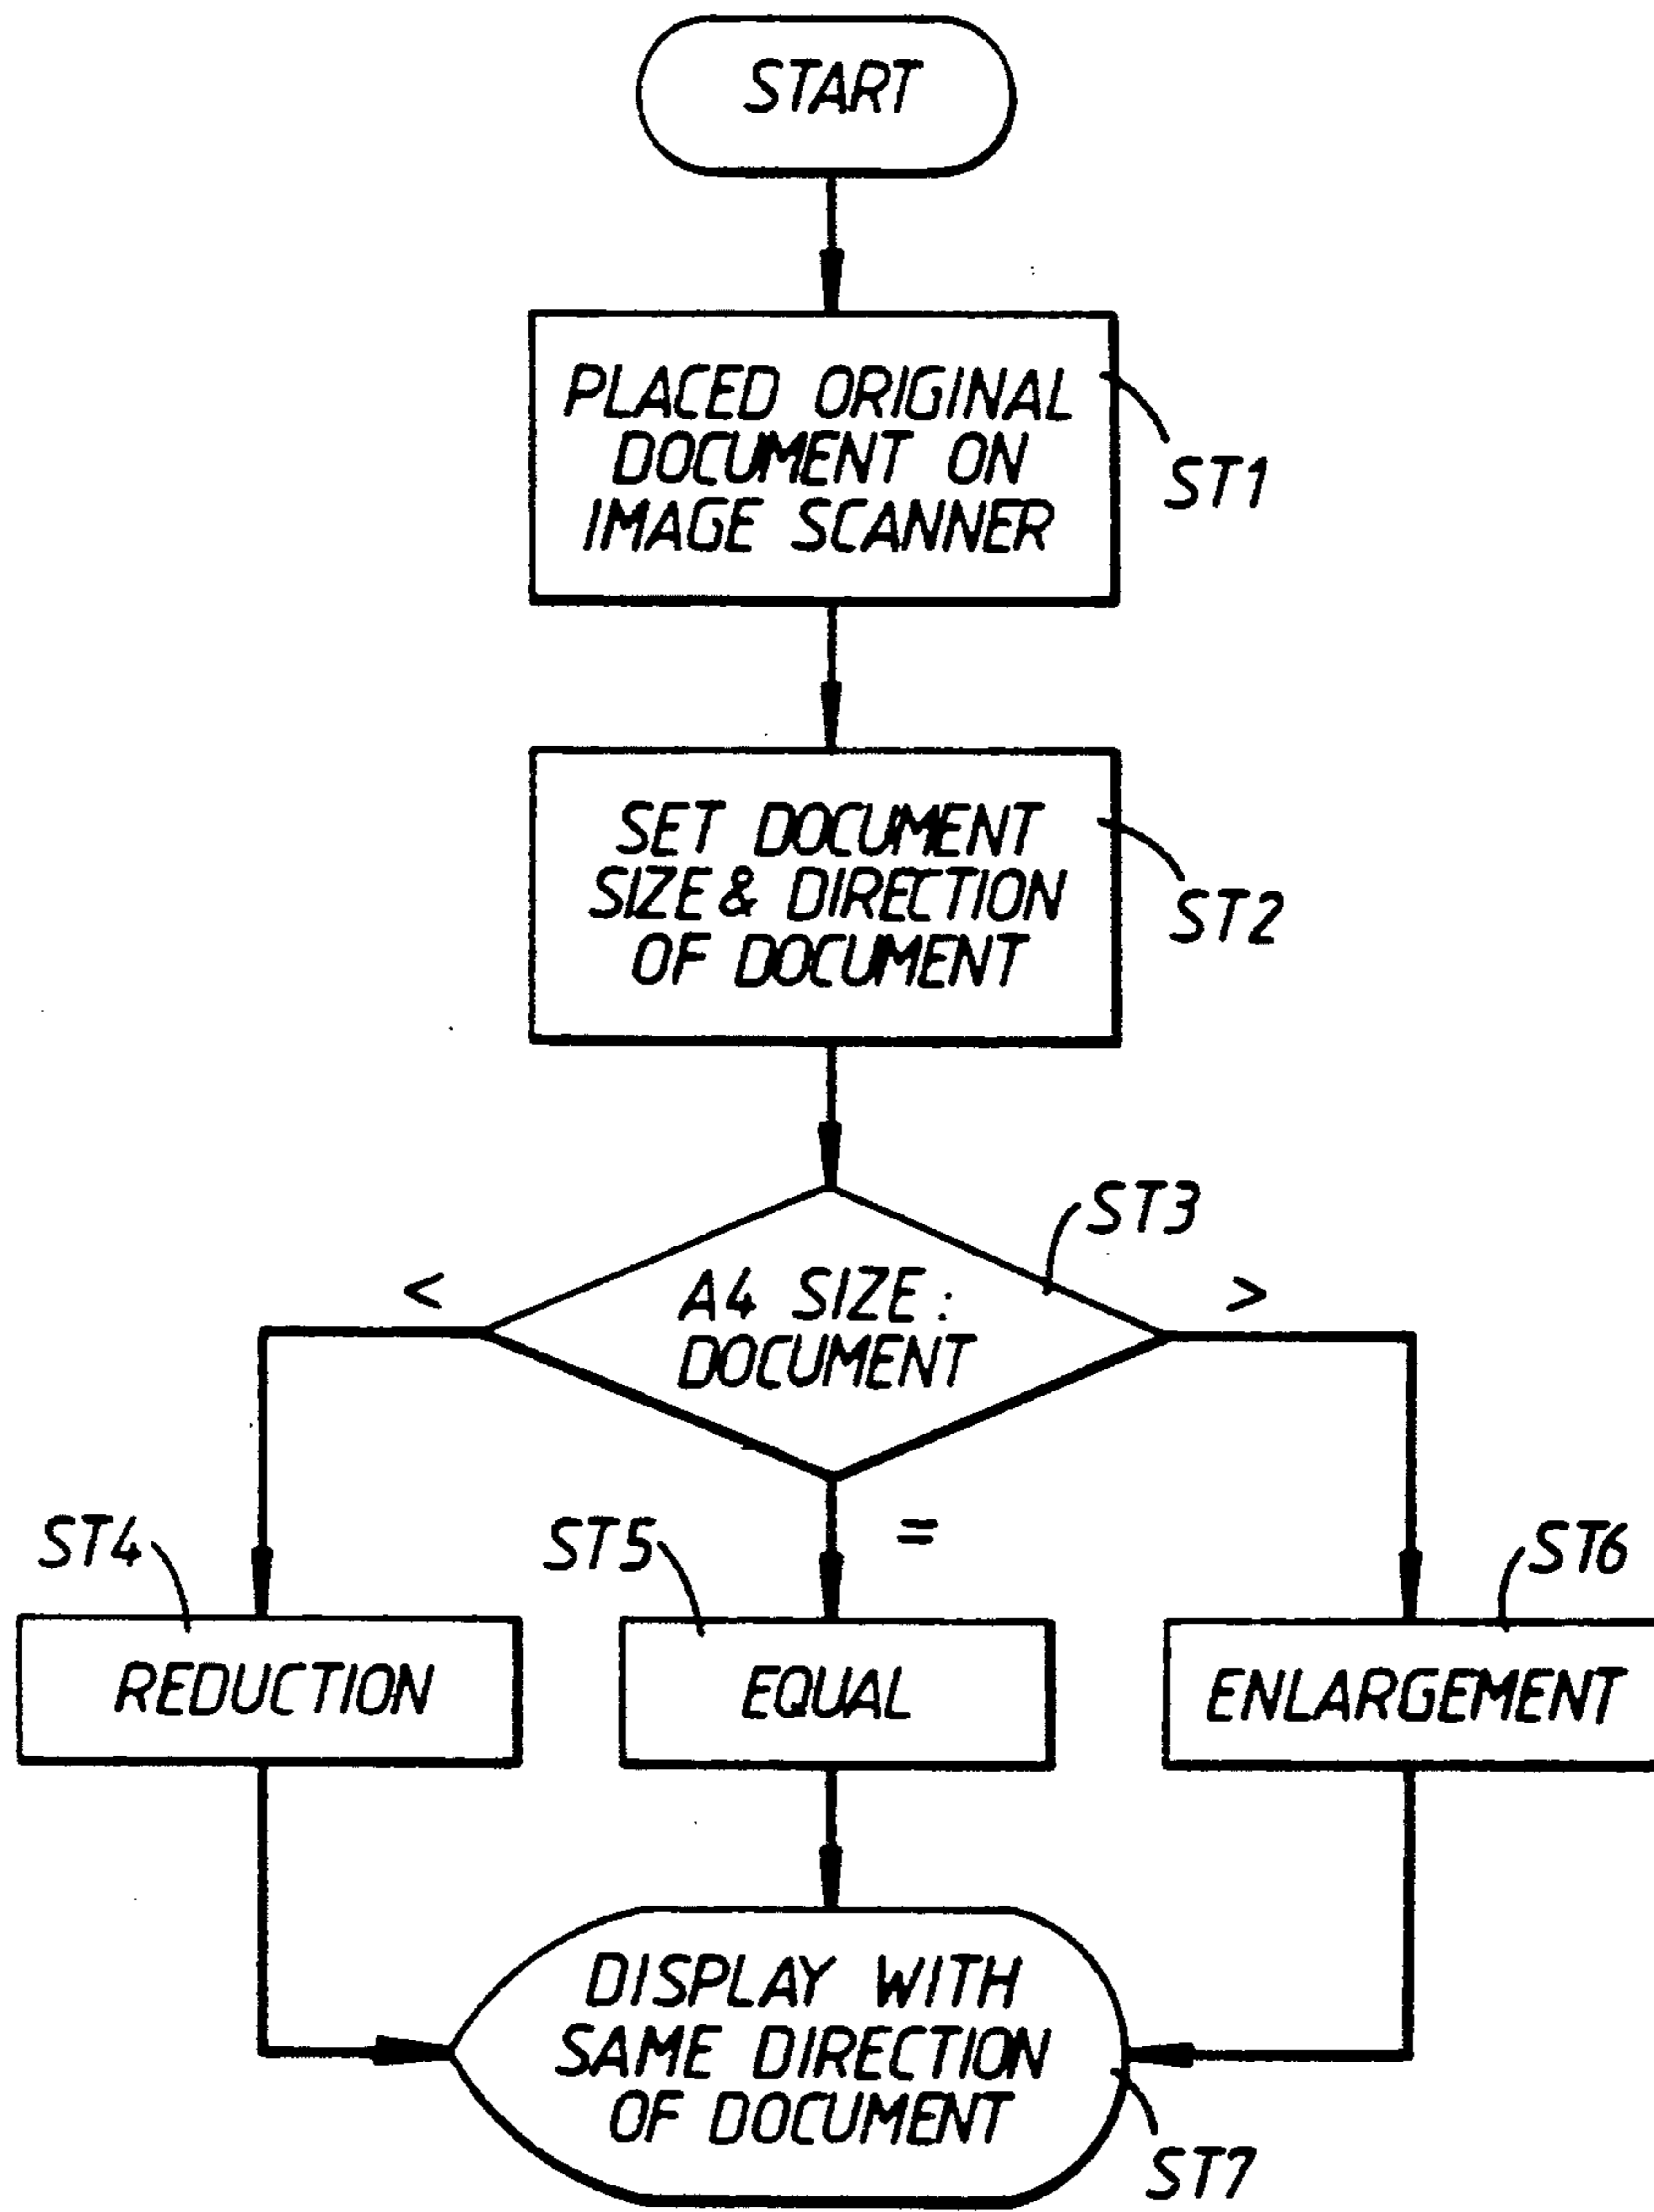 START
PLACED ORIGINAL
DOCUMENT ON
IMAGE SCANNER
ST1
SET DOCUMENT
SIZE & DIRECTION
OF DOCUMENT
ST2
ST3
<
A4 SIZE :
DOCUMENT
>
ST4
ST5
=
ST6
REDUCTION
EQUAL
ENLARGEMENT
DISPLAY WITH
SAME DIRECTION
OF DOCUMENT
ST7